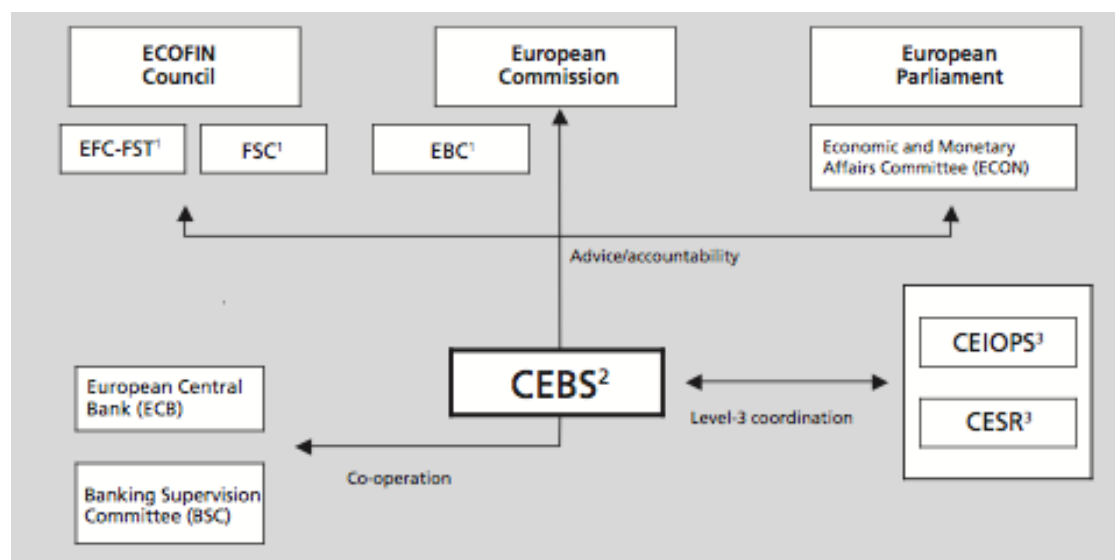 ECOFIN
Council
European
Commission
European
Parliament
EFC-FST¹
FSC¹
EBC¹
Economic and Monetary
Affairs Committee (ECON)
Advice/accountability
CEIOPS³
CEBS²
European Central
Bank (ECB)
Level-3 coordination
CESR³
Co-operation
Banking Supervision
Committee (BSC)